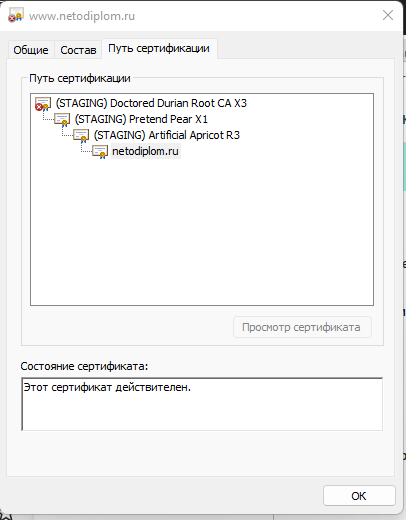 www.netodiplom.ru
Общие
Состав
Путь сертификации
Путь сертификации
(STAGING) Doctored Durian Root CA X3
(STAGING) Pretend Pear X1
(STAGING) Artificial Apricot R3
netodiplom.ru
Просмотр сертификата
Состояние сертификата:
Этот сертификат действителен.
ОК